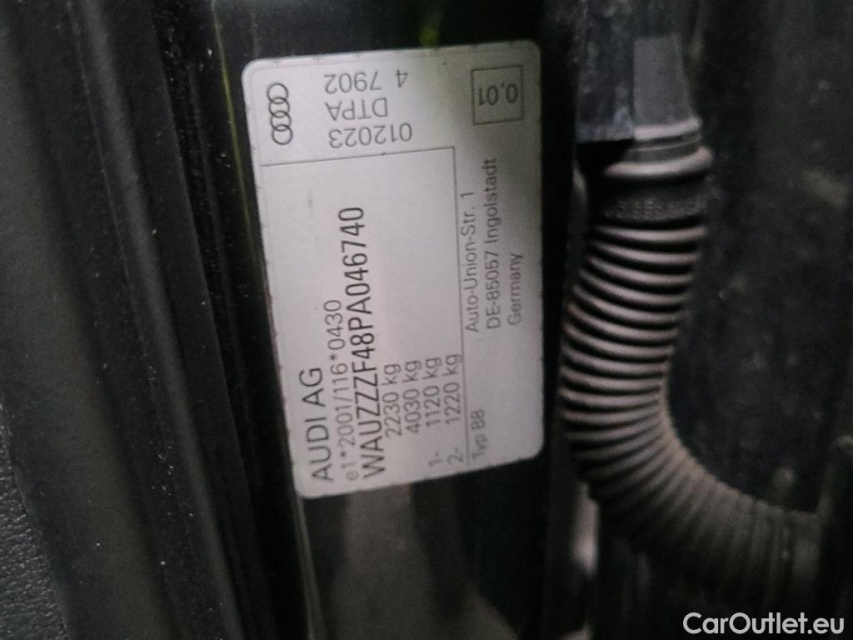 AUDI AG
e1*2001/116*0430
WAUZZZF48PA046740
2230 kg
4030 kg
1- 1120 kg
2- 1220 kg
Typ B8
Auto-Union-Str. 1
DE-85057 Ingolstadt
Germany
012023
DTPA
4 7902
0,01
CarOutlet.eu